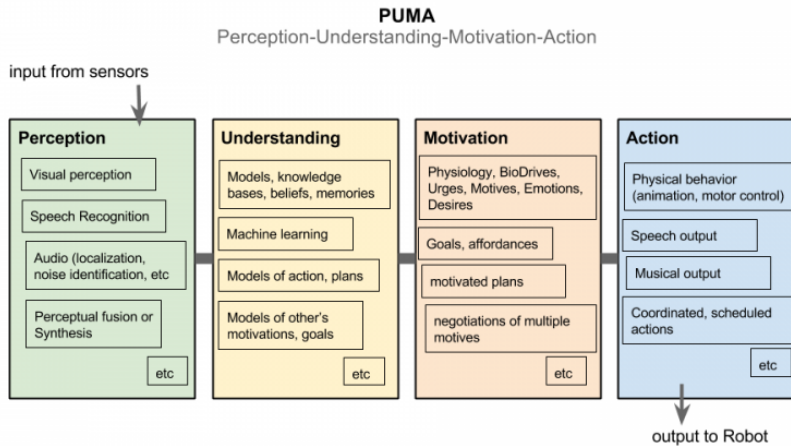 PUMA
Perception-Understanding-Motivation-Action
input from sensors
Perception
Visual perception
Speech Recognition
Audio (localization,
noise identification, etc
Perceptual fusion or
Synthesis
etc
Understanding
Models, knowledge
bases, beliefs, memories
Machine learning
Models of action, plans
Models of other's
motivations, goals
etc
Motivation
Physiology, BioDrives,
Urges, Motives, Emotions,
Desires
Goals, affordances
motivated plans
negotiations of multiple
motives
etc
Action
Physical behavior
(animation, motor control)
Speech output
Musical output
Coordinated, scheduled
actions
etc
output to Robot